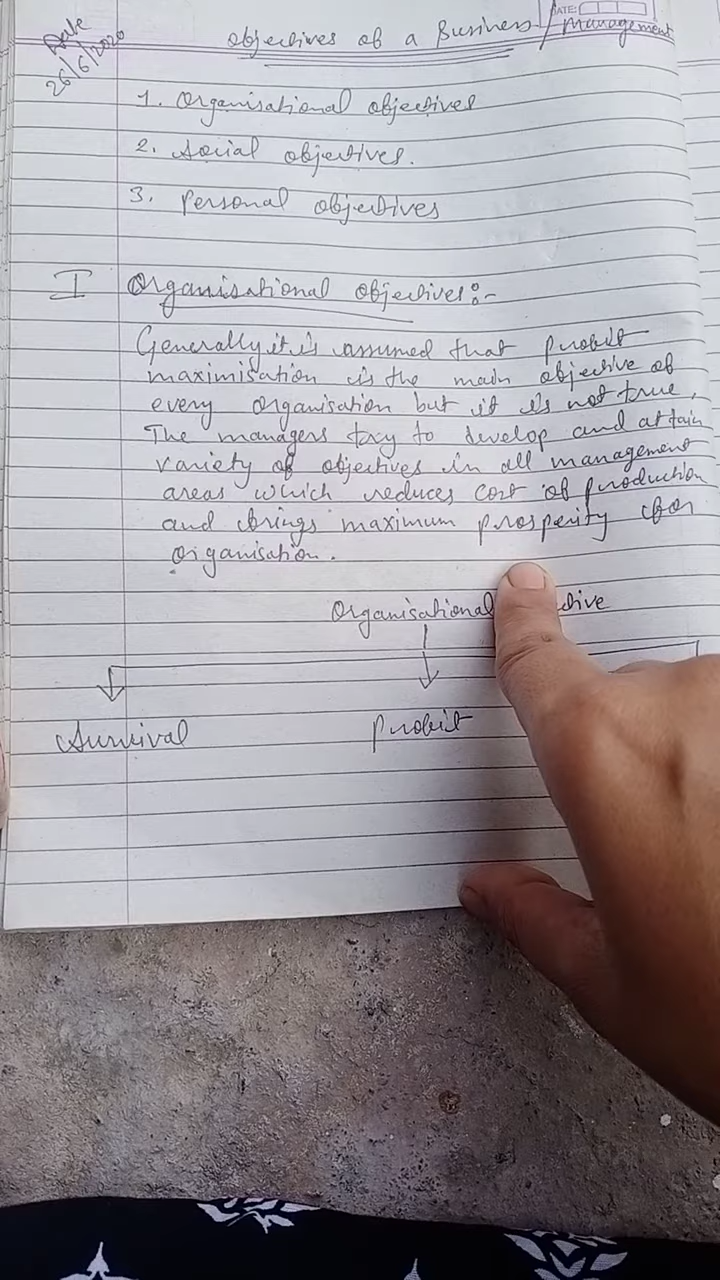 DATE:
Date
26/6/2020
Objectives of a Business / Management
1. Organisational objectives
2. Social objectives.
3. Personal objectives
I Organisational objectives:-
Generally it is assumed that profit
maximisation is the main objective of
every organisation but it is not true.
The managers try to develop and attain
variety of objectives in all management
areas which reduces cost of production
and brings maximum prosperity for
organisation.
Organisational ctive
Survival Profit